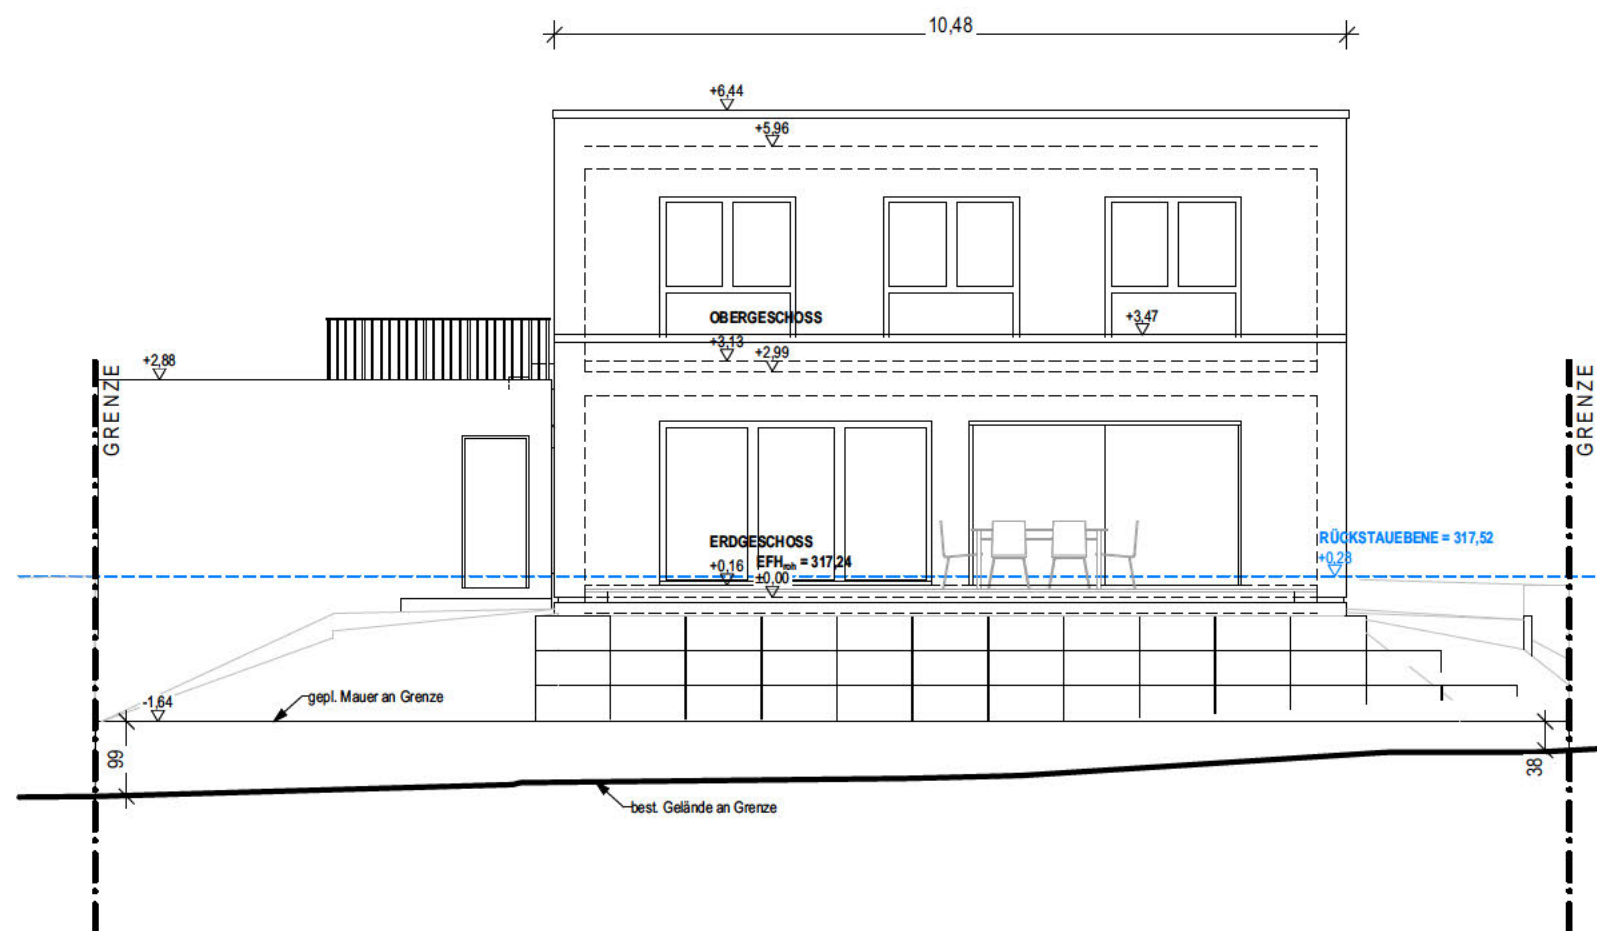 10,48
+6,44
+5,96
OBERGESCHOSS
+3,47
+3,13
+2,99
+2,88
GRENZE
GRENZE
ERDGESCHOSS
+0,16
EFHroh = 317,24
±0,00
RÜCKSTAUEBENE = 317,52
+0,28
-1,64
gepl. Mauer an Grenze
99
38
best. Gelände an Grenze